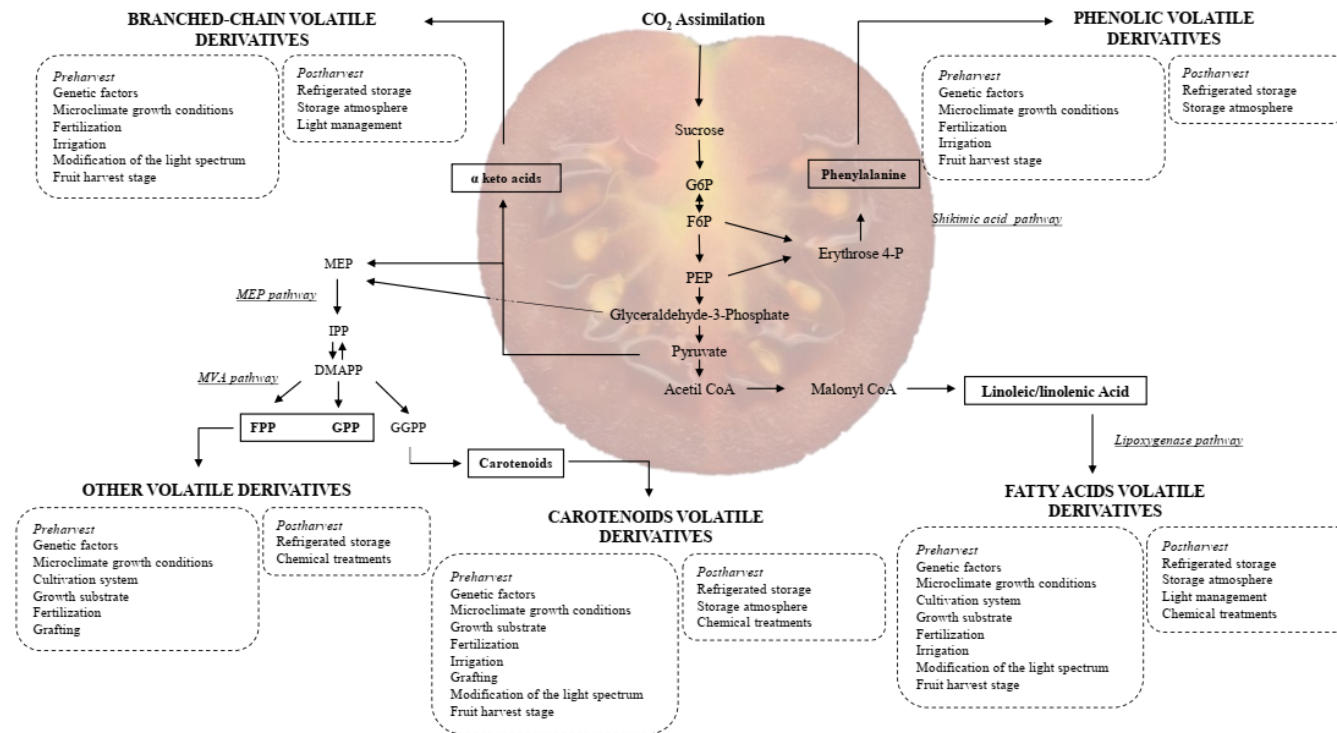 BRANCHED-CHAIN VOLATILE
DERIVATIVES
Preharvest
Genetic factors
Microclimate growth conditions
Fertilization
Irrigation
Modification of the light spectrum
Fruit harvest stage
Postharvest
Refrigerated storage
Storage atmosphere
Light management
CO2 Assimilation
Sucrose
G6P
F6P
PEP
Glyceraldehyde-3-Phosphate
Pyruvate
Acetil CoA
Malonyl CoA
α keto acids
Phenylalanine
Erythrose 4-P
Shikimic acid pathway
PHENOLIC VOLATILE
DERIVATIVES
Preharvest
Genetic factors
Microclimate growth conditions
Fertilization
Irrigation
Fruit harvest stage
Postharvest
Refrigerated storage
Storage atmosphere
MEP
MEP pathway
IPP
DMAPP
MVA pathway
FPP GPP
GGPP
Carotenoids
Linoleic/linolenic Acid
Lipoxygenase pathway
OTHER VOLATILE DERIVATIVES
Preharvest
Genetic factors
Microclimate growth conditions
Cultivation system
Growth substrate
Fertilization
Grafting
Postharvest
Refrigerated storage
Chemical treatments
CAROTENOIDS VOLATILE
DERIVATIVES
Preharvest
Genetic factors
Microclimate growth conditions
Growth substrate
Fertilization
Irrigation
Grafting
Modification of the light spectrum
Fruit harvest stage
Postharvest
Refrigerated storage
Storage atmosphere
Chemical treatments
FATTY ACIDS VOLATILE
DERIVATIVES
Preharvest
Genetic factors
Microclimate growth conditions
Cultivation system
Growth substrate
Fertilization
Irrigation
Modification of the light spectrum
Fruit harvest stage
Postharvest
Refrigerated storage
Storage atmosphere
Light management
Chemical treatments